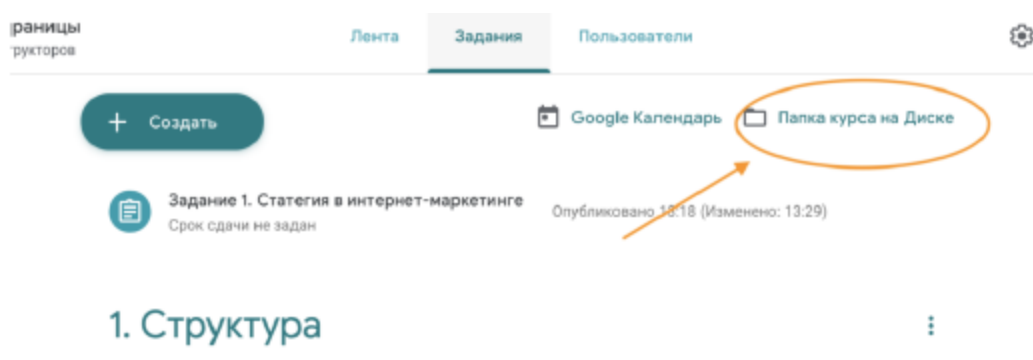 раницы
рукторов
Лента
Задания
Пользователи
+ Создать
Google Календарь
Папка курса на Диске
Задание 1. Статегия в интернет-маркетинге
Срок сдачи не задан
Опубликовано 13:18 (Изменено: 13:29)
1. Структура